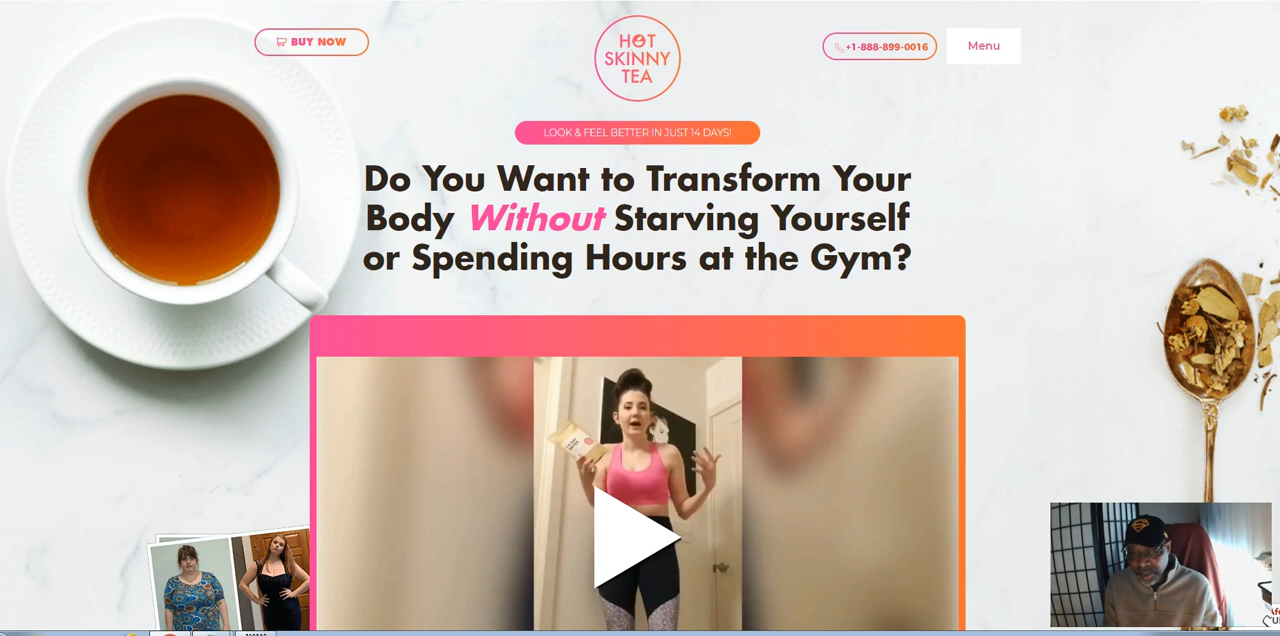 BUY NOW
HOT
SKINNY
TEA
+1-888-899-0016
Menu
LOOK & FEEL BETTER IN JUST 14 DAYS!
Do You Want to Transform Your
Body Without Starving Yourself
or Spending Hours at the Gym?